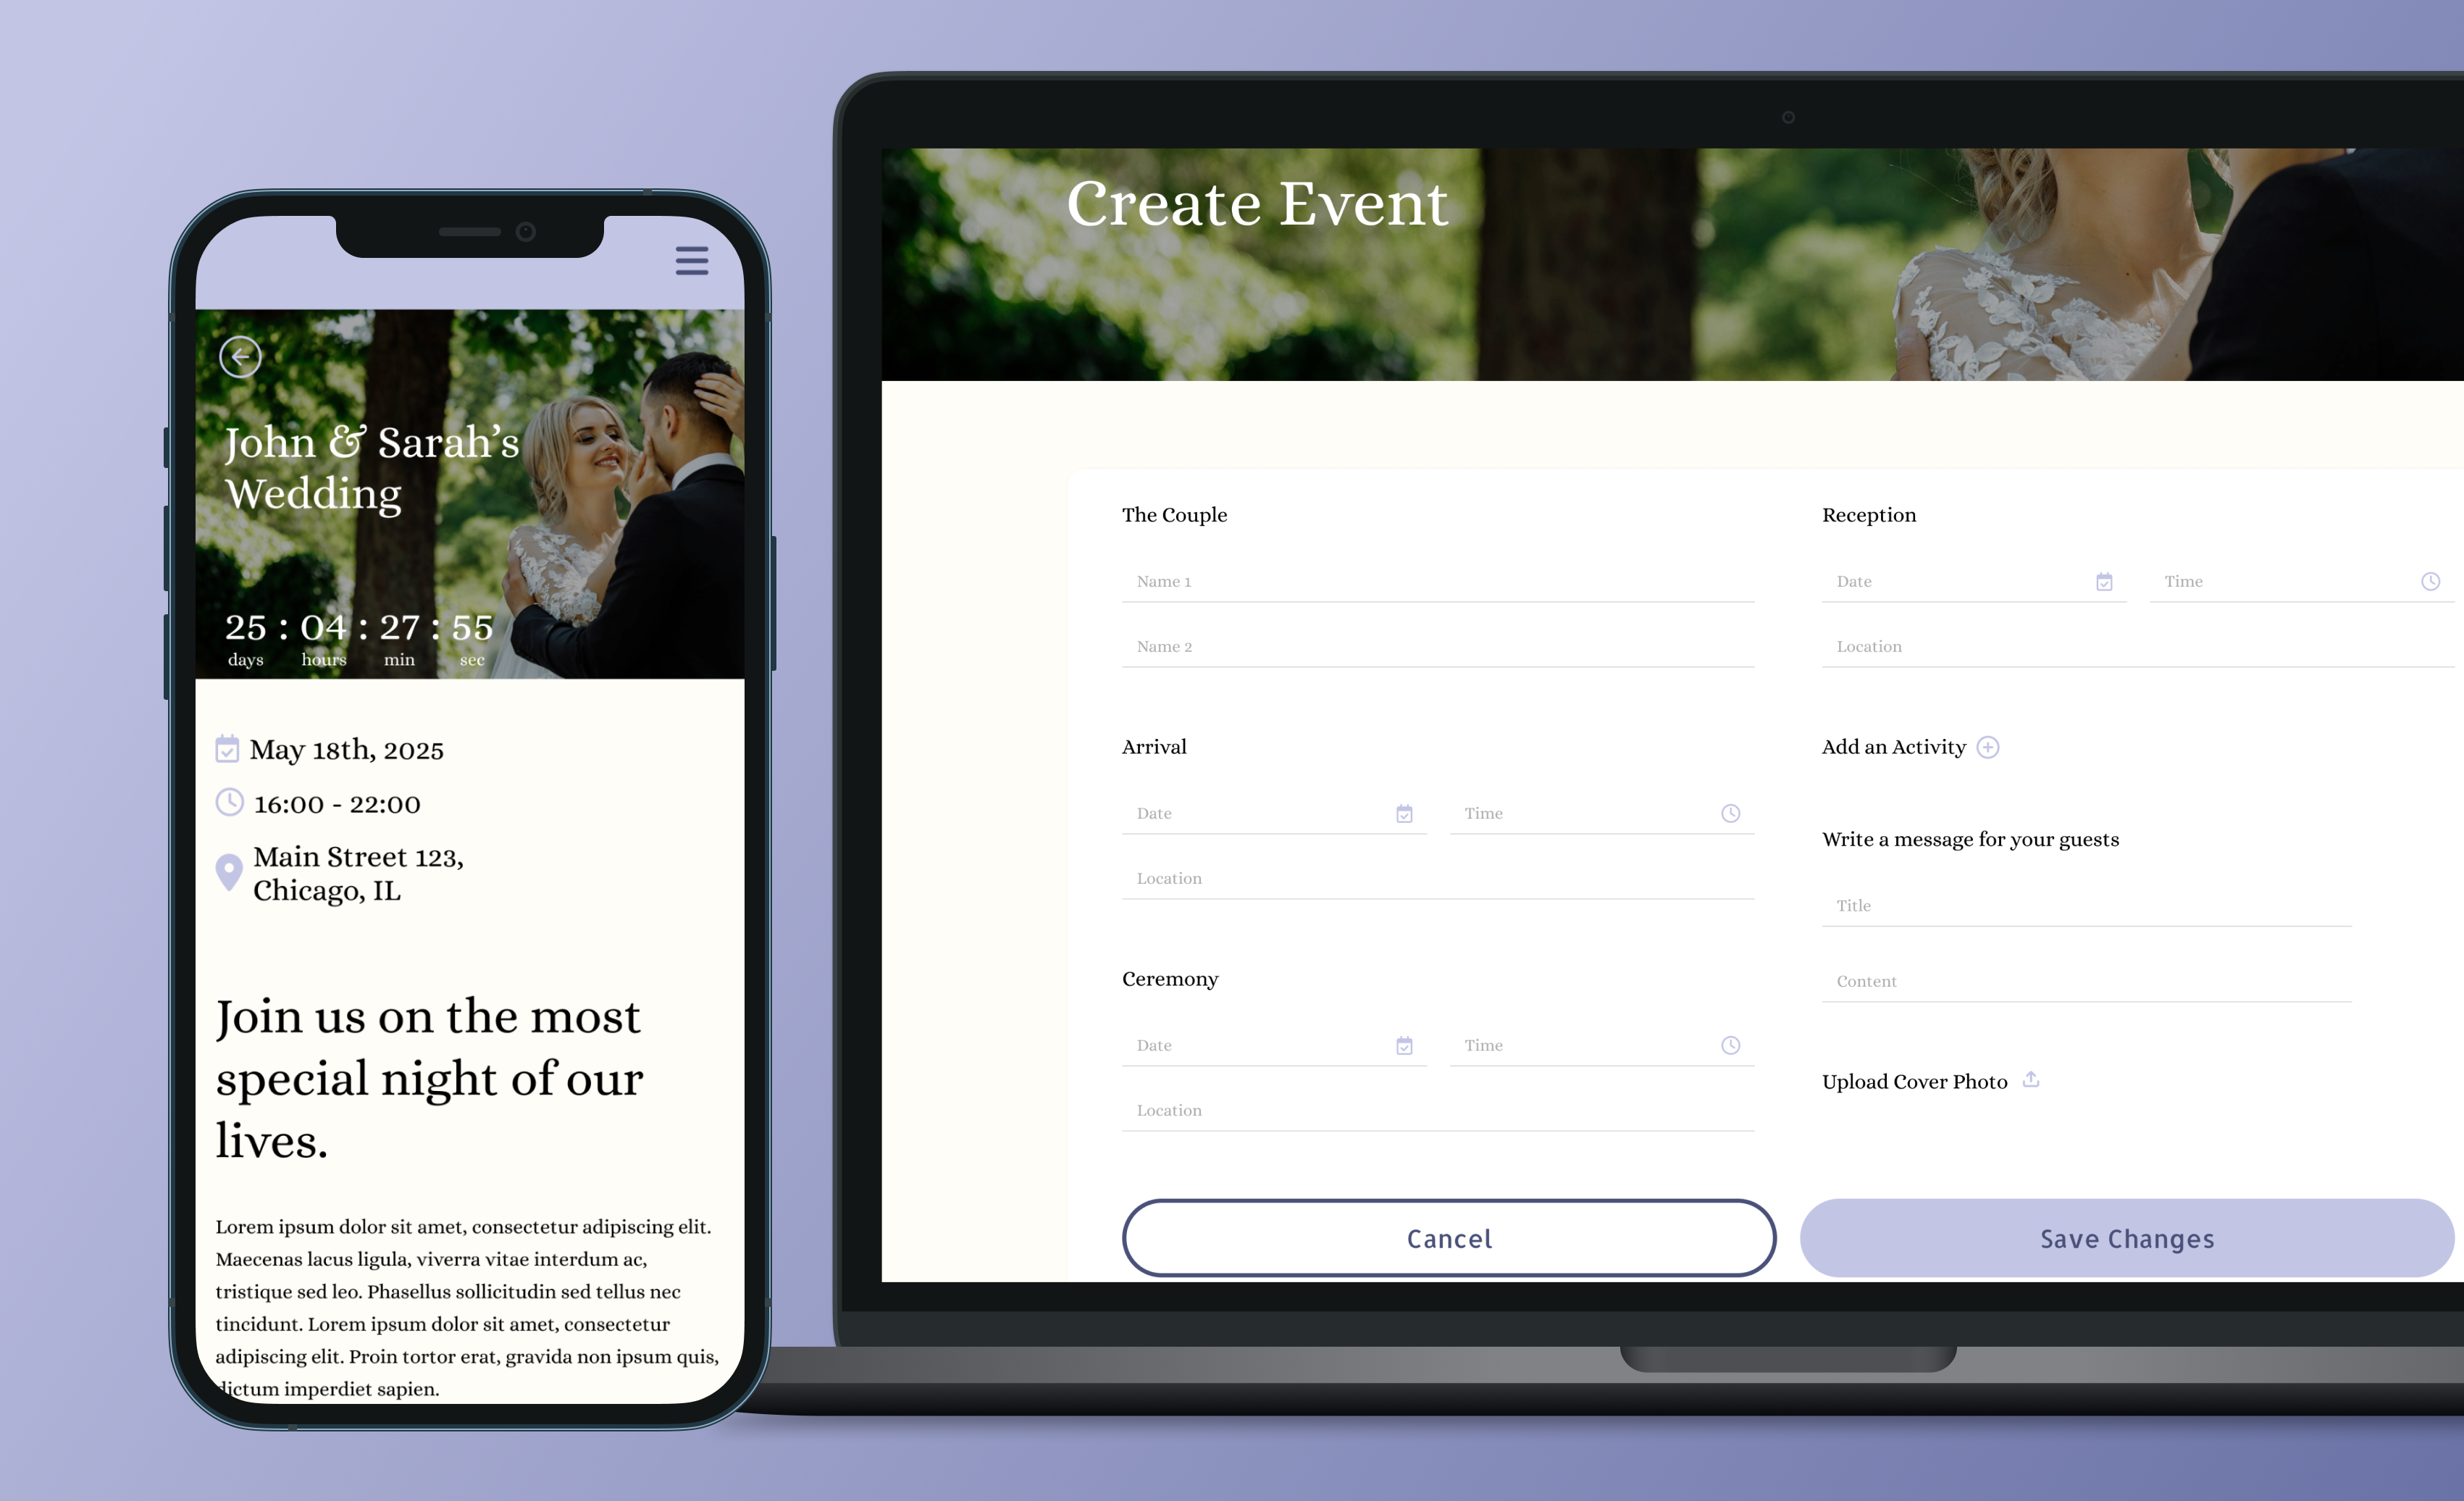 John & Sarah's
Wedding
25 : 04 : 27 : 55
days hours min sec
May 18th, 2025
16:00 - 22:00
Main Street 123,
Chicago, IL
Join us on the most
special night of our
lives.
Lorem ipsum dolor sit amet, consectetur adipiscing elit.
Maecenas lacus ligula, viverra vitae interdum ac,
tristique sed leo. Phasellus sollicitudin sed tellus nec
tincidunt. Lorem ipsum dolor sit amet, consectetur
adipiscing elit. Proin tortor erat, gravida non ipsum quis,
dictum imperdiet sapien.
Create Event
The Couple
Name 1
Name 2
Arrival
Date Time
Location
Ceremony
Date Time
Location
Reception
Date Time
Location
Add an Activity
Write a message for your guests
Title
Content
Upload Cover Photo
Cancel
Save Changes